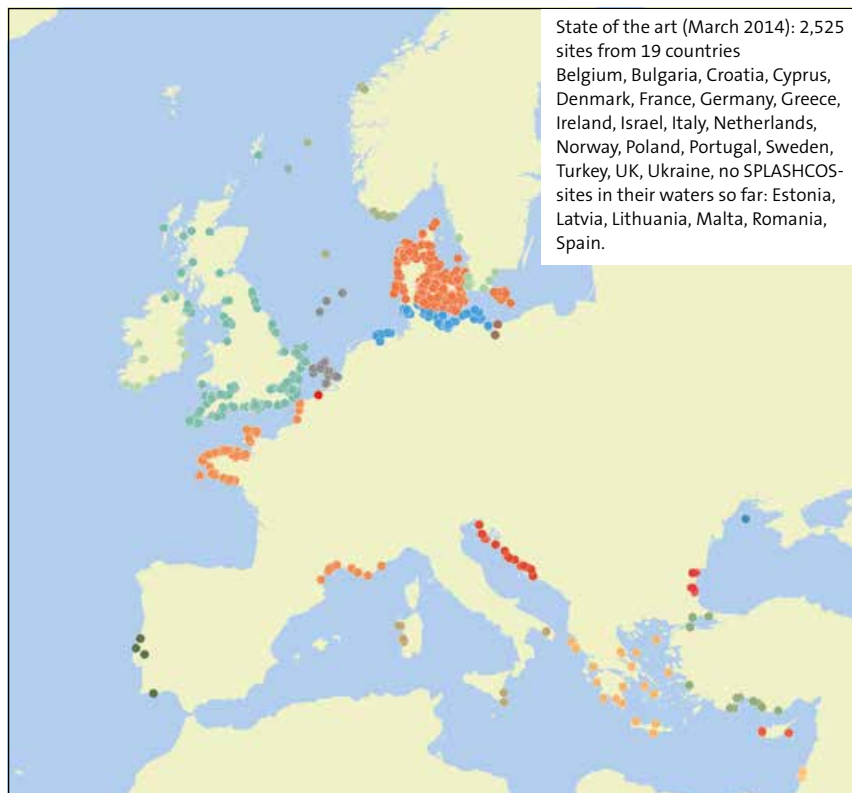 State of the art (March 2014): 2,525
sites from 19 countries
Belgium, Bulgaria, Croatia, Cyprus,
Denmark, France, Germany, Greece,
Ireland, Israel, Italy, Netherlands,
Norway, Poland, Portugal, Sweden,
Turkey, UK, Ukraine, no SPLASHCOS-
sites in their waters so far: Estonia,
Latvia, Lithuania, Malta, Romania,
Spain.